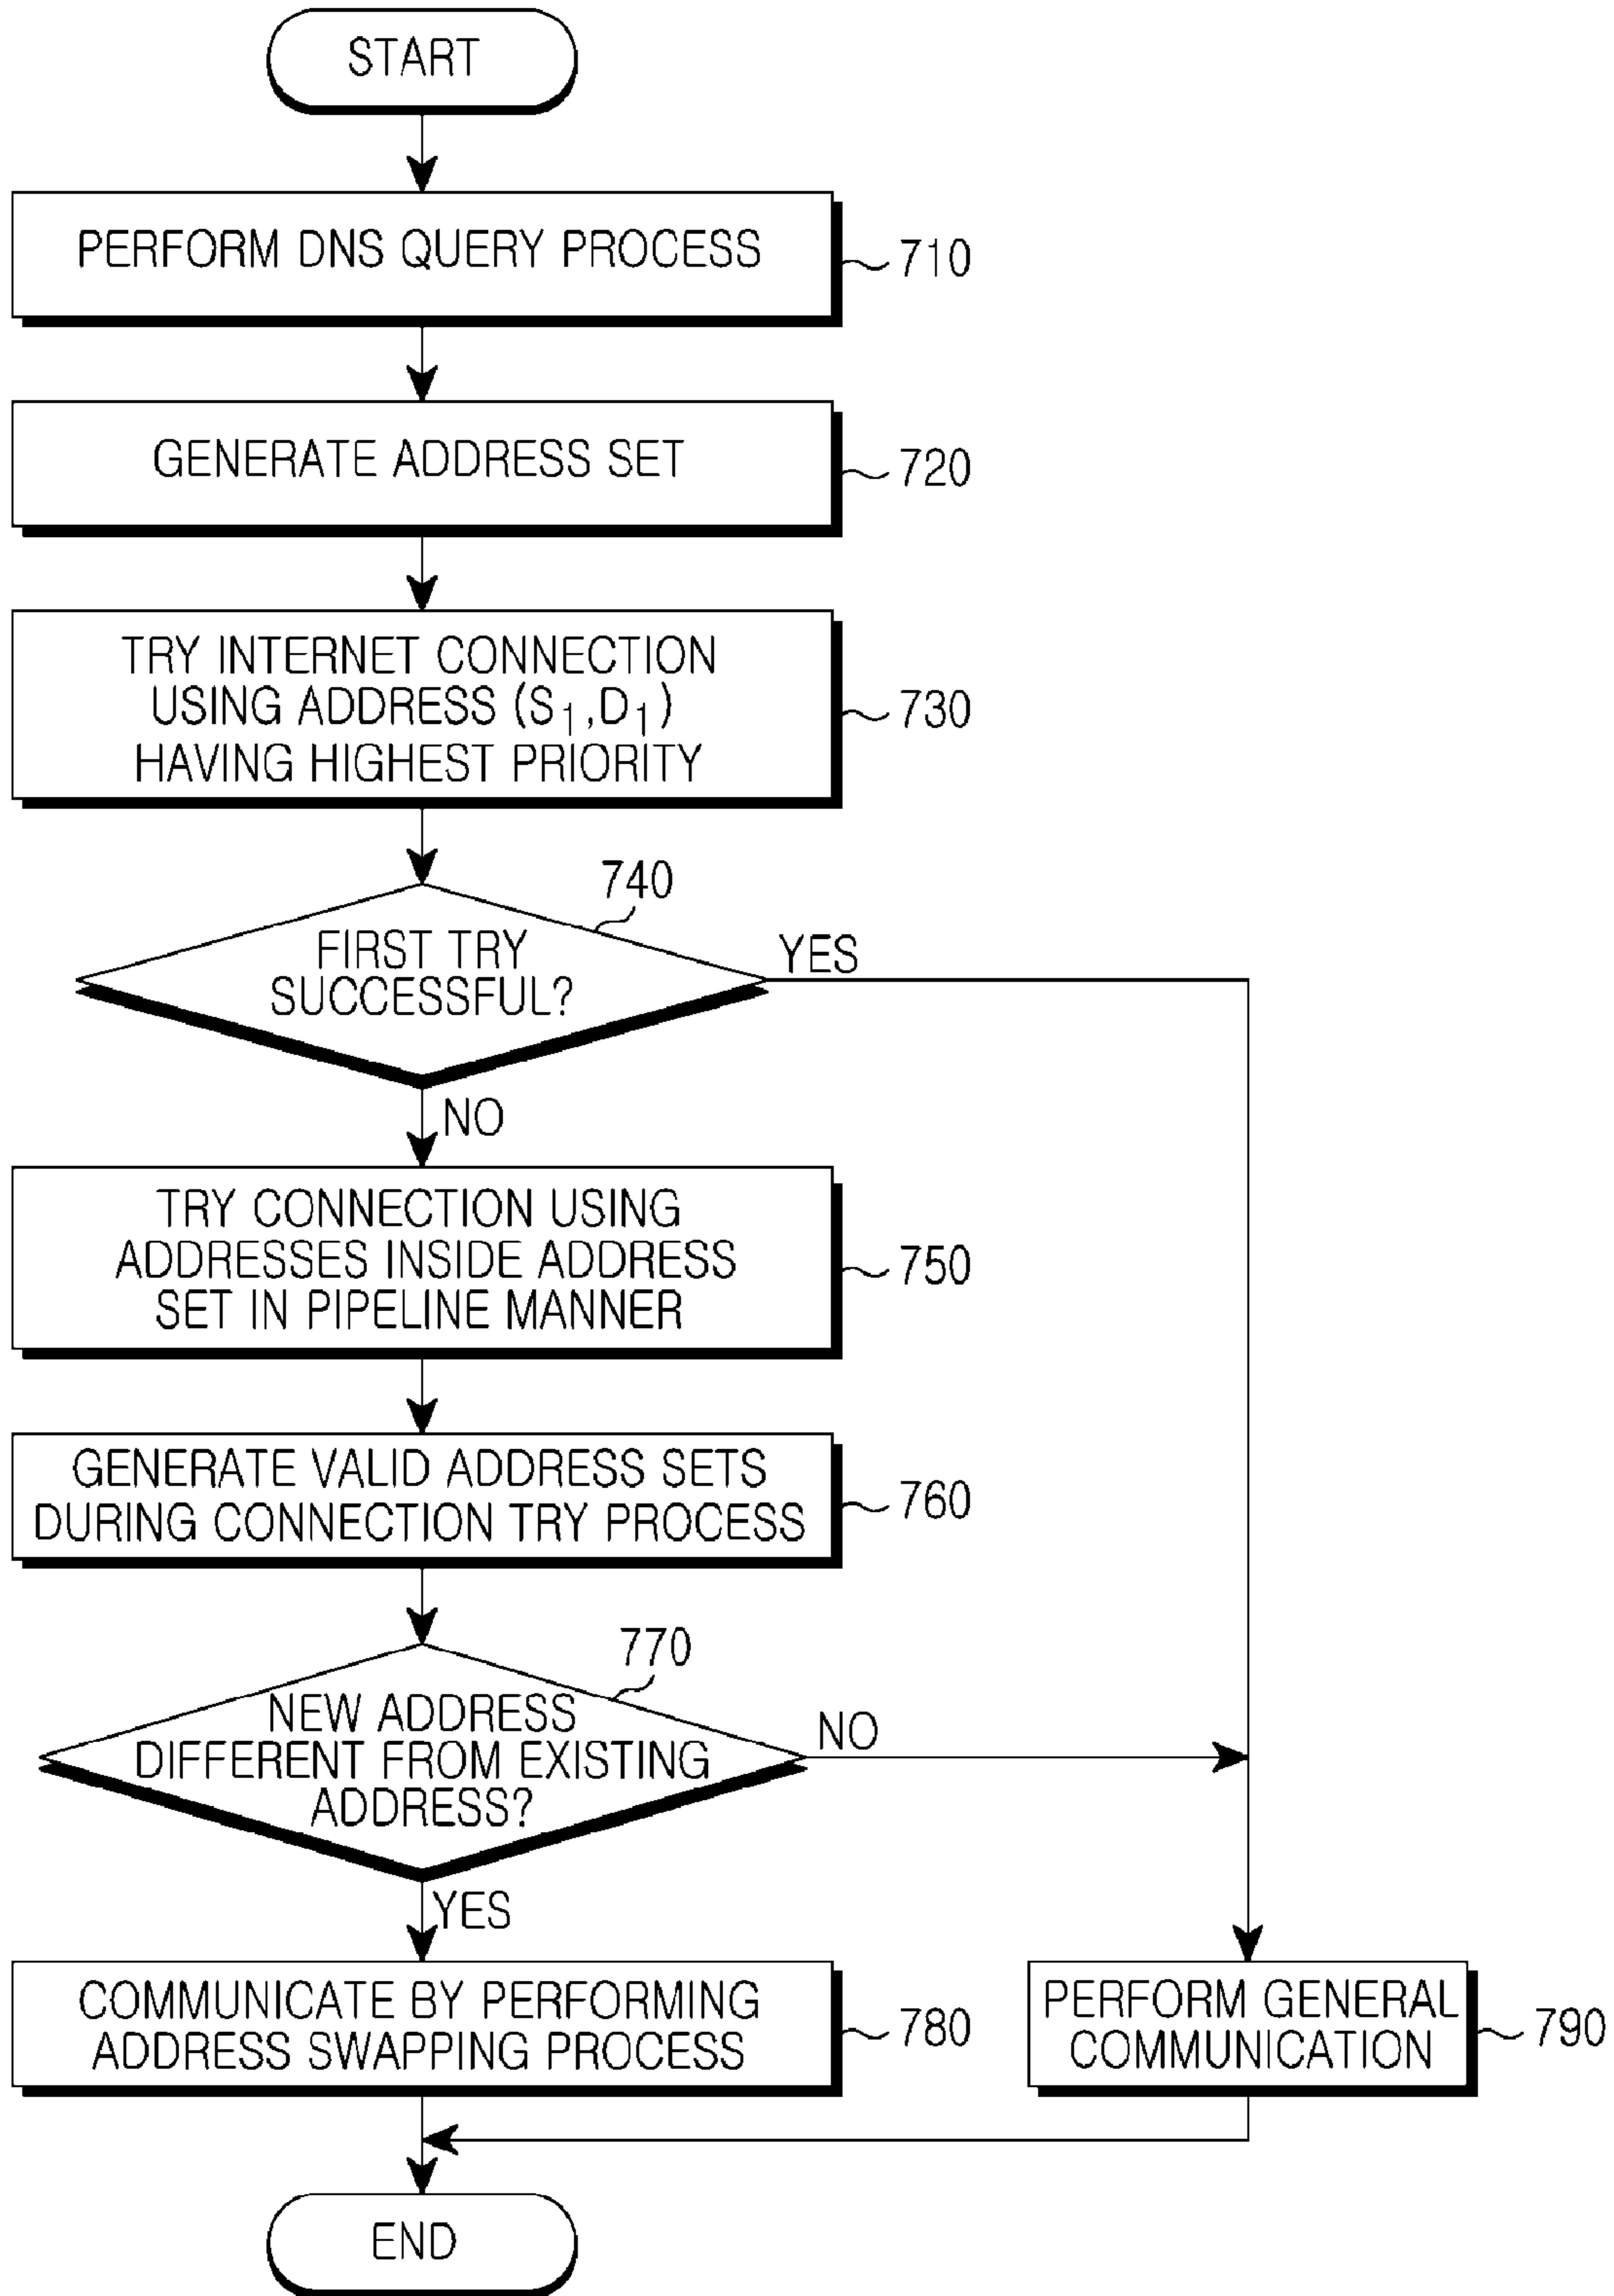 START
PERFORM DNS QUERY PROCESS
710
GENERATE ADDRESS SET
720
TRY INTERNET CONNECTION
USING ADDRESS (S1,D1)
HAVING HIGHEST PRIORITY
730
740
FIRST TRY
SUCCESSFUL?
YES
NO
TRY CONNECTION USING
ADDRESSES INSIDE ADDRESS
SET IN PIPELINE MANNER
750
GENERATE VALID ADDRESS SETS
DURING CONNECTION TRY PROCESS
760
770
NEW ADDRESS
DIFFERENT FROM EXISTING
ADDRESS?
NO
YES
COMMUNICATE BY PERFORMING
ADDRESS SWAPPING PROCESS
780
PERFORM GENERAL
COMMUNICATION
790
END